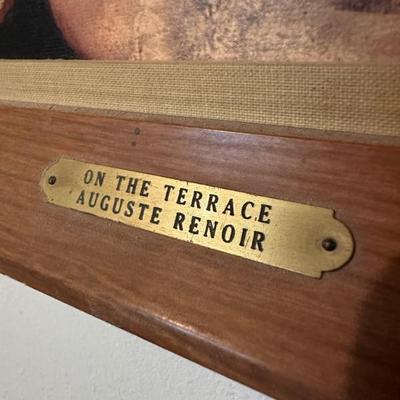 ON THE TERRACE
AUGUSTE RENOIR